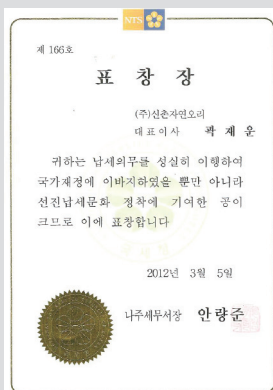 NTS
제 166호
표 창 장
(주)신촌자연오리
대표이사 곽 재 운
귀하는 납세의무를 성실히 이행하여
국가재정에 이바지하였을 뿐만 아니라
선진납세문화 정착에 기여한 공이
크므로 이에 표창합니다
2012년 3월 5일
나주세무서장 안량준